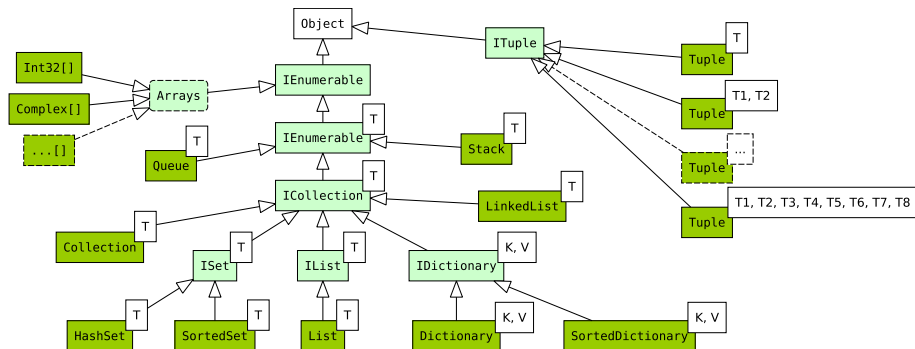 Object
T
ITuple
Int32[]
Tuple
IEnumerable
T1, T2
Arrays
Complex[]
T
Tuple
IEnumerable
T
T
...
...[]
Stack
Queue
Tuple
T
T
ICollection
T1, T2, T3, T4, T5, T6, T7, T8
LinkedList
T
Tuple
Collection
T
T
K, V
ISet
IList
IDictionary
T
T
T
K, V
K, V
HashSet
SortedSet
List
Dictionary
SortedDictionary